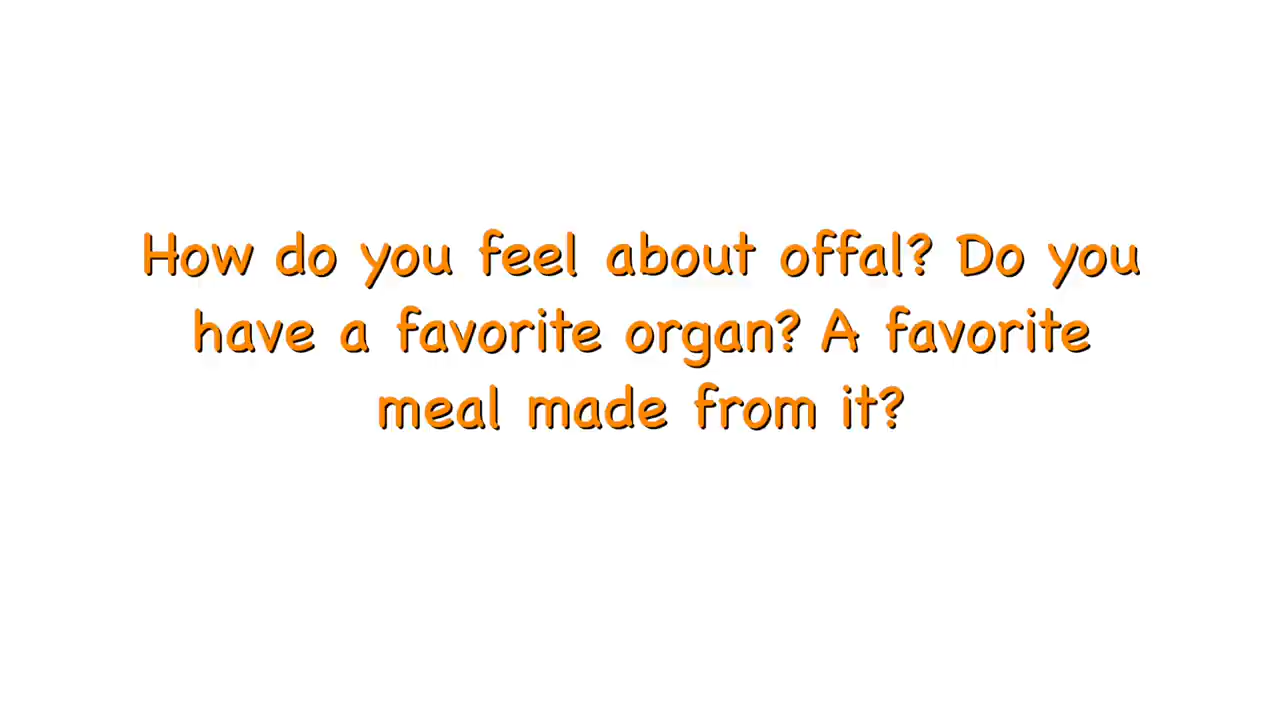 How do you feel about offal? Do you
have a favorite organ? A favorite
meal made from it?